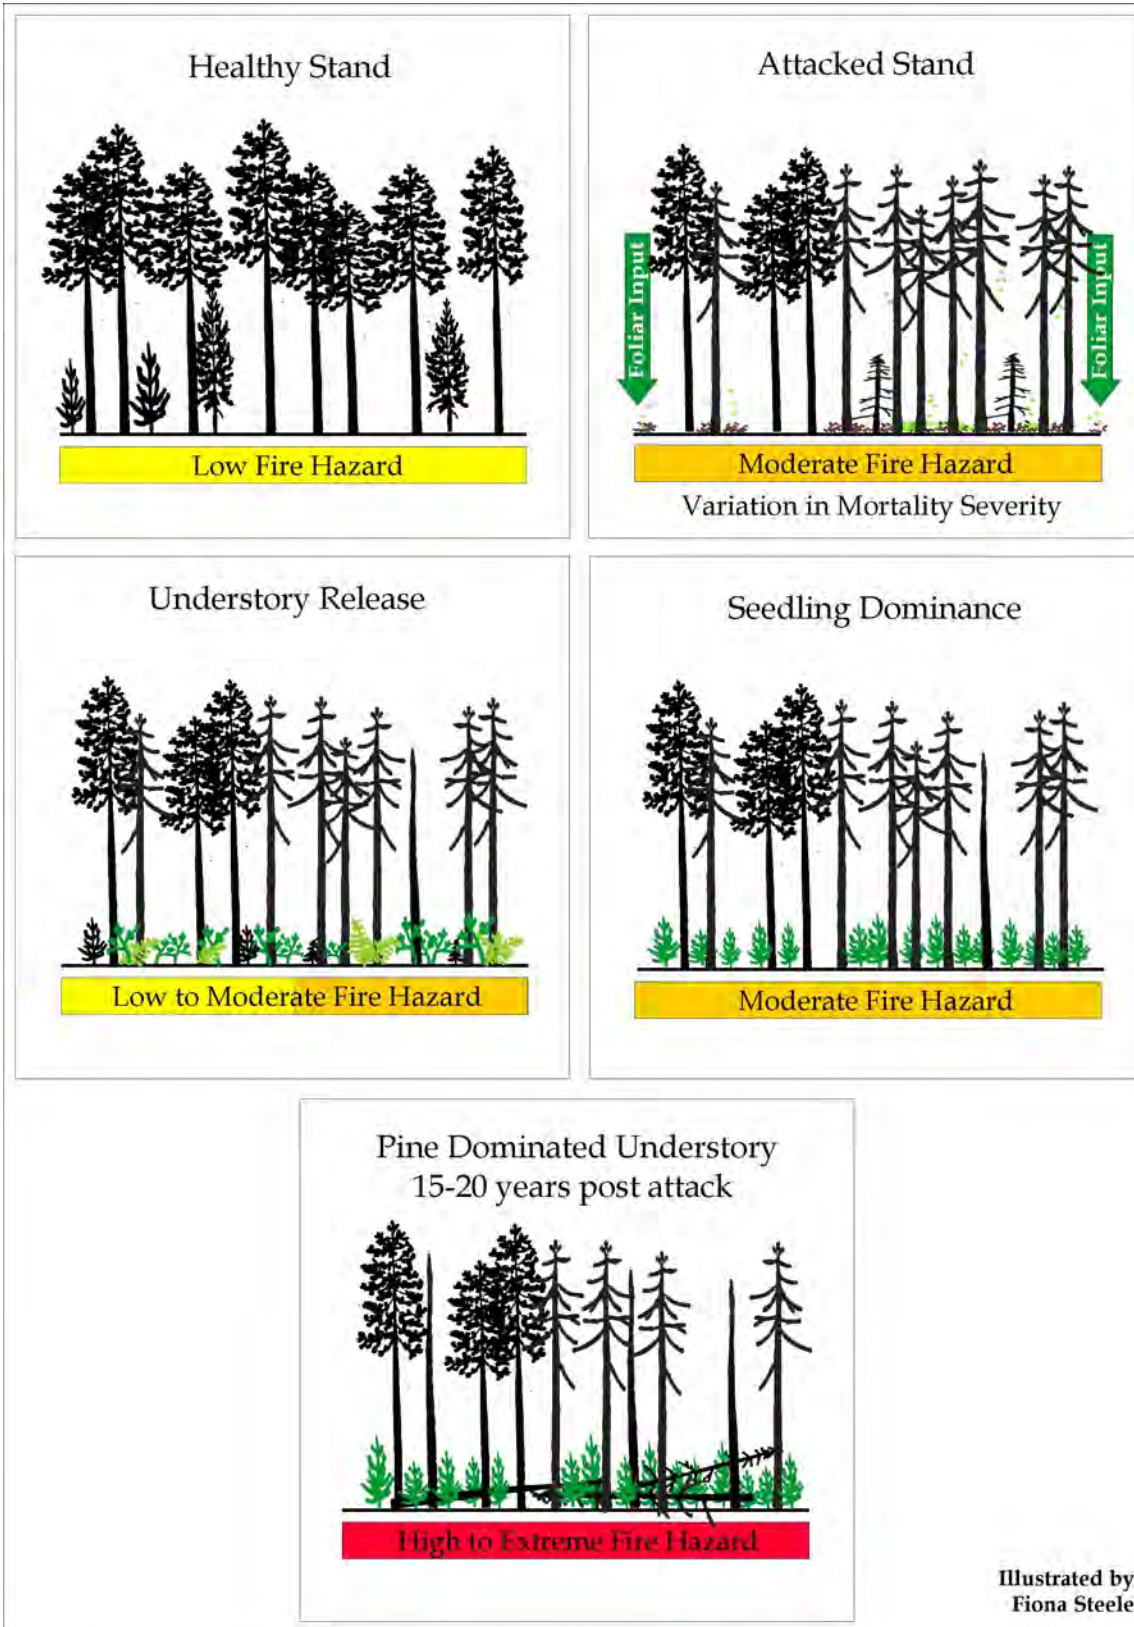 Healthy Stand
Low Fire Hazard
Attacked Stand
Foliar Input
Foliar Input
Moderate Fire Hazard
Variation in Mortality Severity
Understory Release
Low to Moderate Fire Hazard
Seedling Dominance
Moderate Fire Hazard
Pine Dominated Understory
15-20 years post attack
High to Extreme Fire Hazard
Illustrated by
Fiona Steele